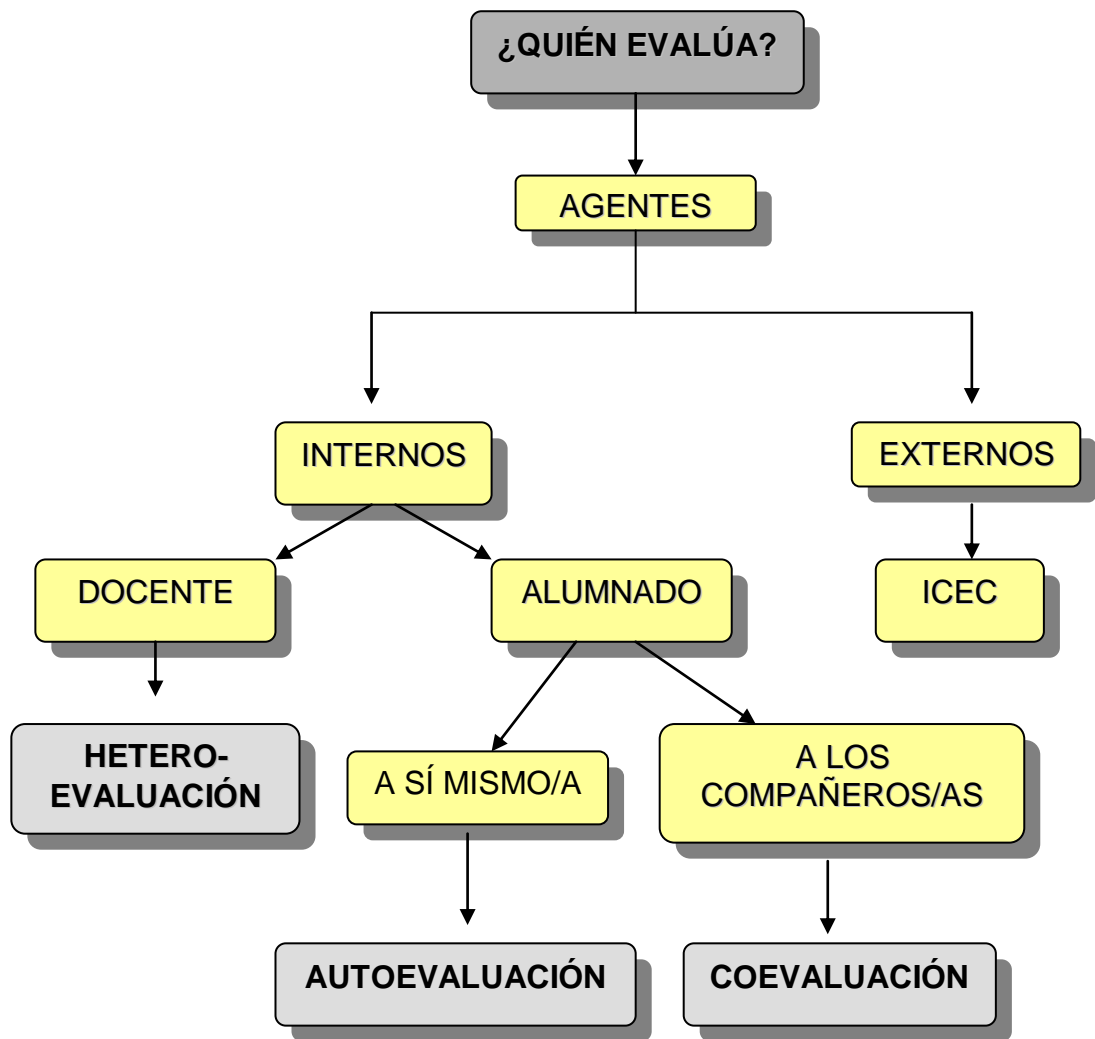 ¿QUIÉN EVALÚA?
AGENTES
INTERNOS
EXTERNOS
DOCENTE
ALUMNADO
ICEC
HETERO-
EVALUACIÓN
A SÍ MISMO/A
A LOS
COMPAÑEROS/AS
AUTOEVALUACIÓN
COEVALUACIÓN